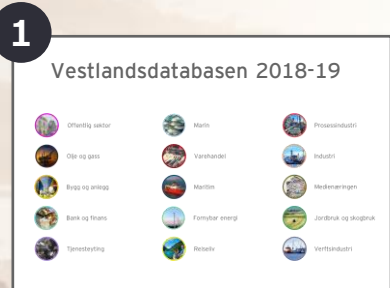 1
Vestlandsdatabasen 2018-19
Offentlig sektor
Marin
Prosessindustri
Olje og gass
Varehandel
Industri
Bygg og anlegg
Maritim
Medienæringen
Bank og finans
Fornybar energi
Jordbruk og skogbruk
Tjenesteyting
Reiseliv
Verftsindustri